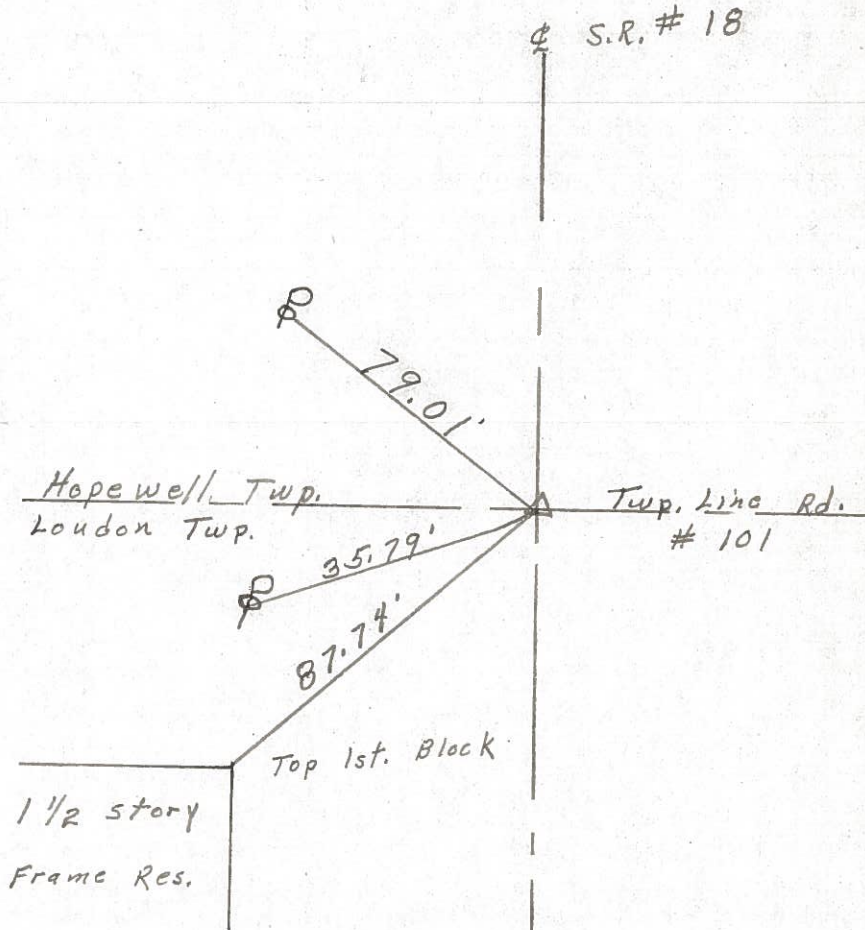 ℄ S.R. # 18
79.01'
Hopewell Twp.
Twp. Line Rd.
Loudon Twp.
# 101
35.79'
87.74'
Top 1st. Block
1 1/2 story
Frame Res.